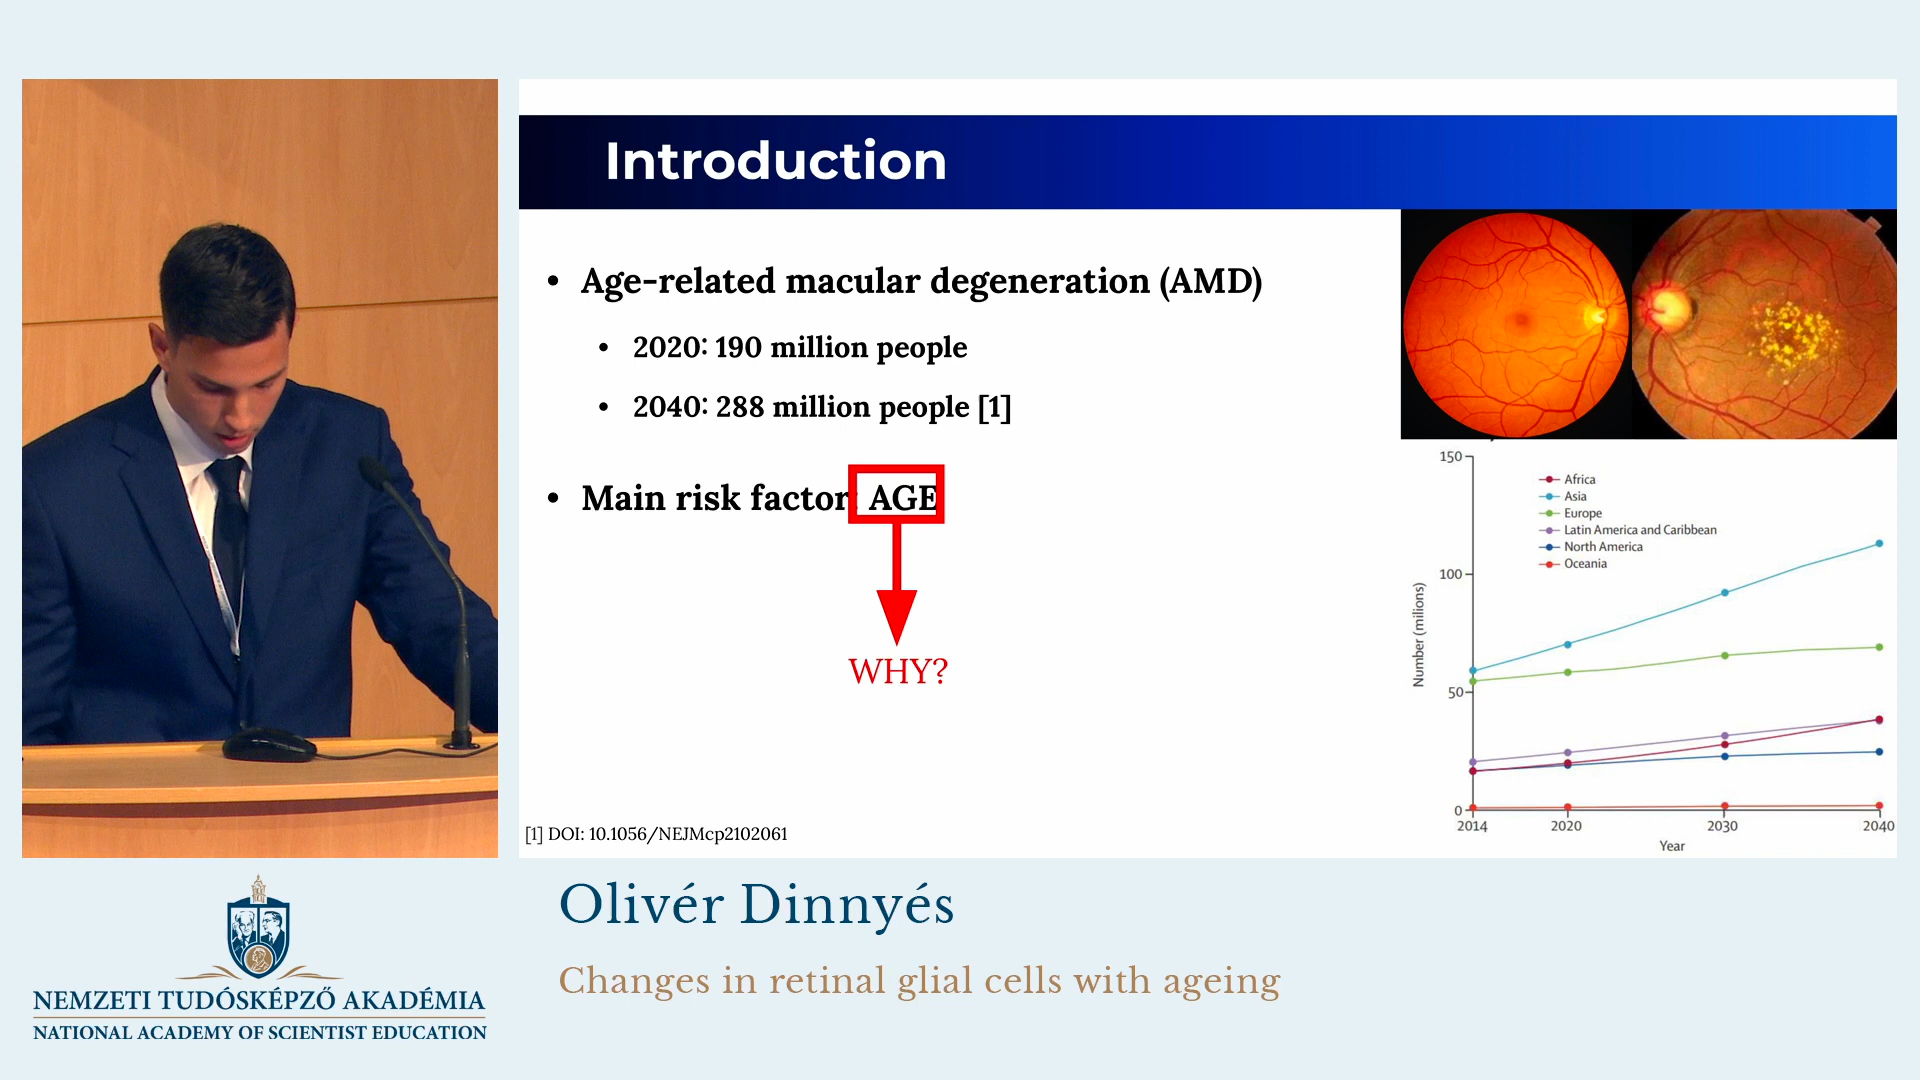 Introduction
• Age-related macular degeneration (AMD)
• 2020: 190 million people
• 2040: 288 million people [1]
• Main risk factor: AGE
WHY?
[1] DOI: 10.1056/NEJMcp2102061
150
100
50
0
Number (milions)
Africa
Asia
Europe
Latin America and Caribbean
North America
Oceania
2014
2020
2030
2040
Year
Olivér Dinnyés
Changes in retinal glial cells with ageing
NEMZETI TUDÓSKÉPZŐ AKADÉMIA
NATIONAL ACADEMY OF SCIENTIST EDUCATION